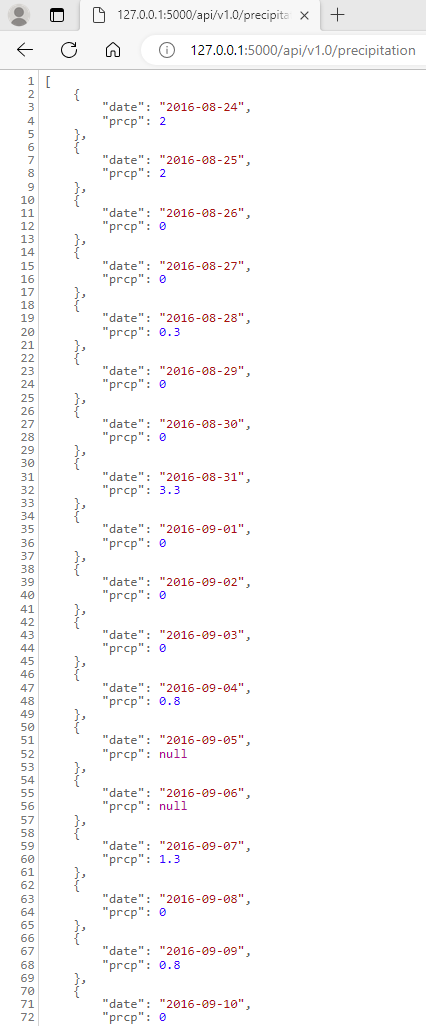 127.0.0.1:5000/api/v1.0/precipita
127.0.0.1:5000/api/v1.0/precipitation
1 [
2 {
3 "date": "2016-08-24",
4 "prcp": 2
5 },
6 {
7 "date": "2016-08-25",
8 "prcp": 2
9 },
10 {
11 "date": "2016-08-26",
12 "prcp": 0
13 },
14 {
15 "date": "2016-08-27",
16 "prcp": 0
17 },
18 {
19 "date": "2016-08-28",
20 "prcp": 0.3
21 },
22 {
23 "date": "2016-08-29",
24 "prcp": 0
25 },
26 {
27 "date": "2016-08-30",
28 "prcp": 0
29 },
30 {
31 "date": "2016-08-31",
32 "prcp": 3.3
33 },
34 {
35 "date": "2016-09-01",
36 "prcp": 0
37 },
38 {
39 "date": "2016-09-02",
40 "prcp": 0
41 },
42 {
43 "date": "2016-09-03",
44 "prcp": 0
45 },
46 {
47 "date": "2016-09-04",
48 "prcp": 0.8
49 },
50 {
51 "date": "2016-09-05",
52 "prcp": null
53 },
54 {
55 "date": "2016-09-06",
56 "prcp": null
57 },
58 {
59 "date": "2016-09-07",
60 "prcp": 1.3
61 },
62 {
63 "date": "2016-09-08",
64 "prcp": 0
65 },
66 {
67 "date": "2016-09-09",
68 "prcp": 0.8
69 },
70 {
71 "date": "2016-09-10",
72 "prcp": 0